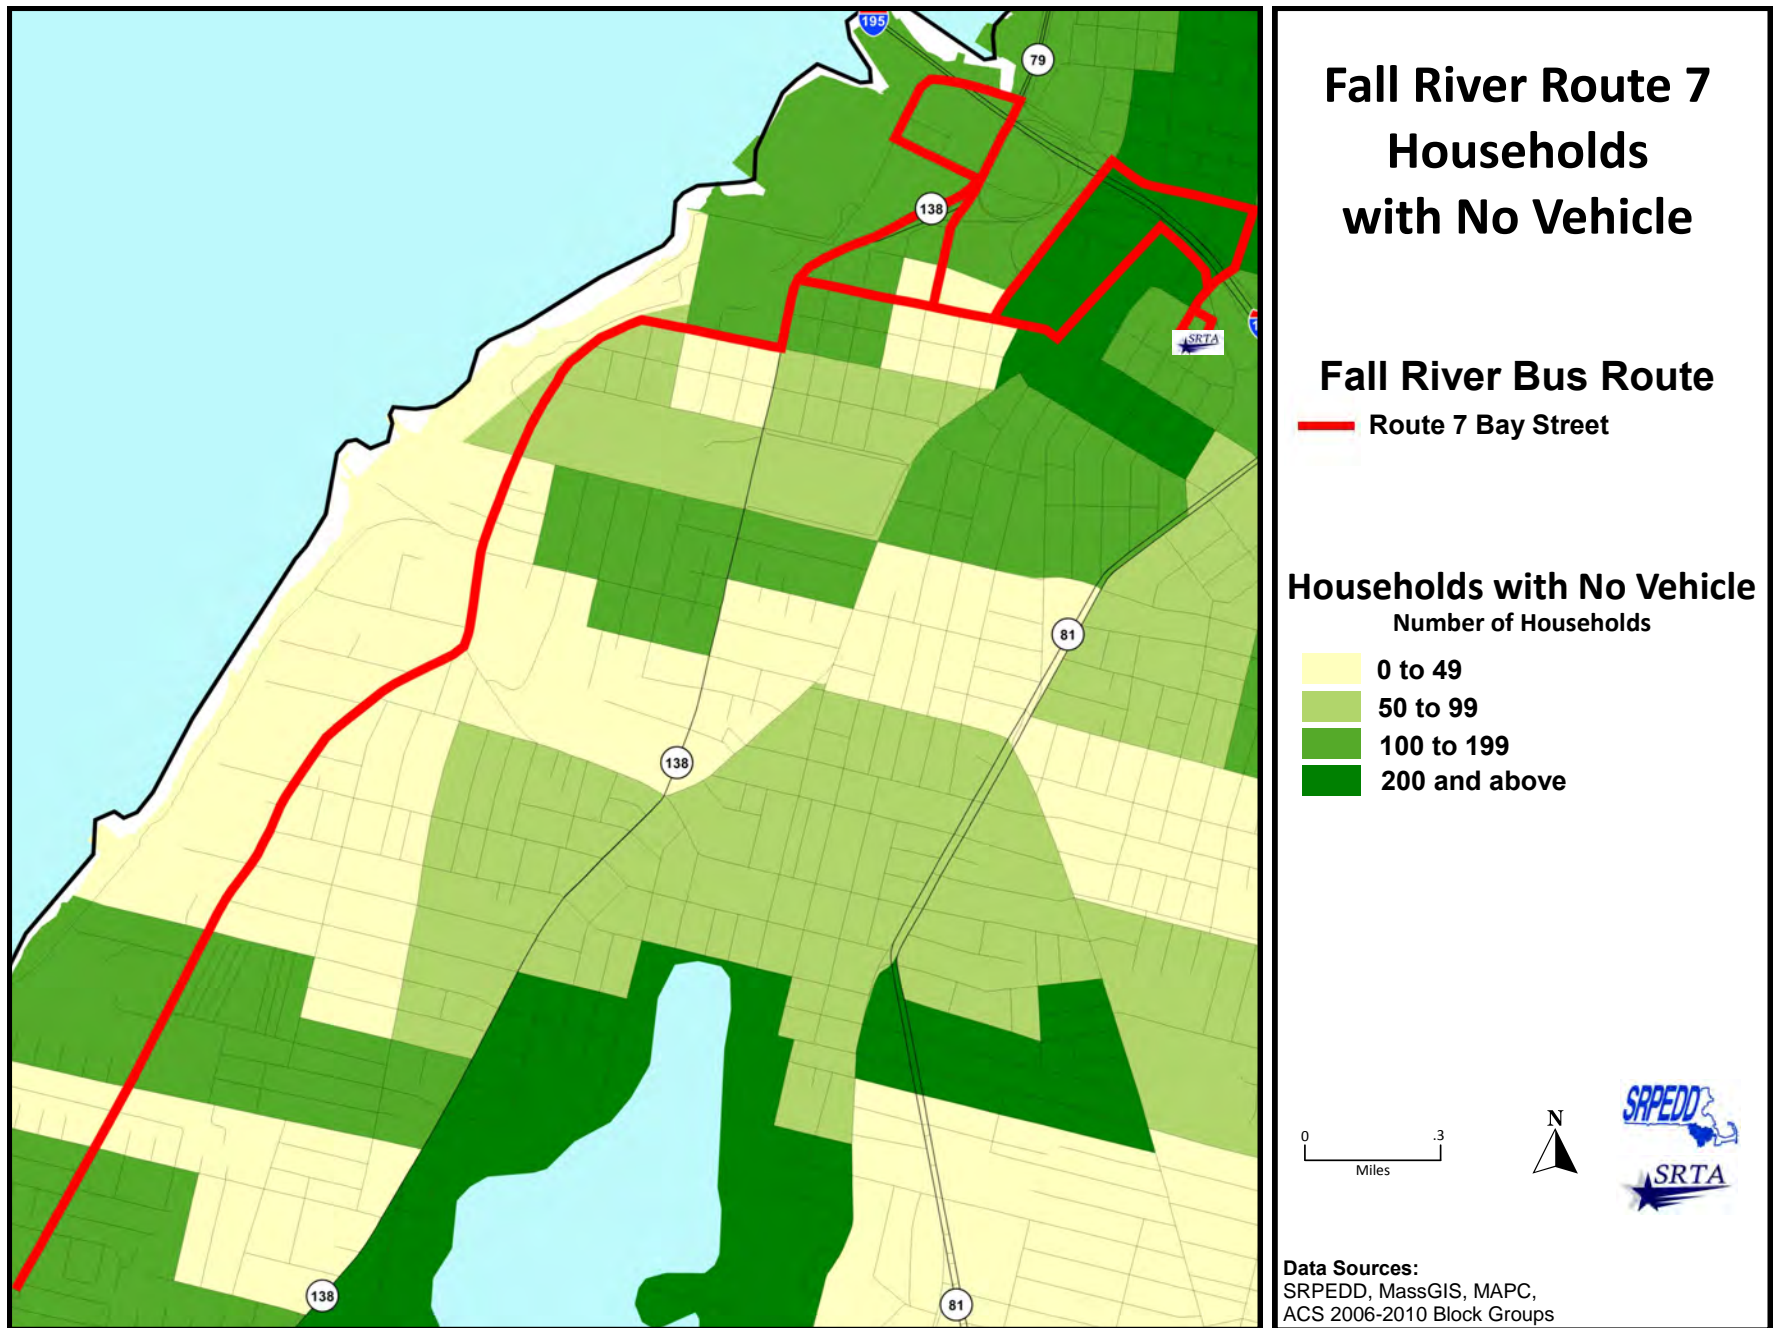 195
79
138
SRTA
81
138
138
81
Fall River Route 7
Households
with No Vehicle
Fall River Bus Route
Route 7 Bay Street
Households with No Vehicle
Number of Households
0 to 49
50 to 99
100 to 199
200 and above
0 .3
Miles
N
SRPEDD
SRTA
Data Sources:
SRPEDD, MassGIS, MAPC,
ACS 2006-2010 Block Groups